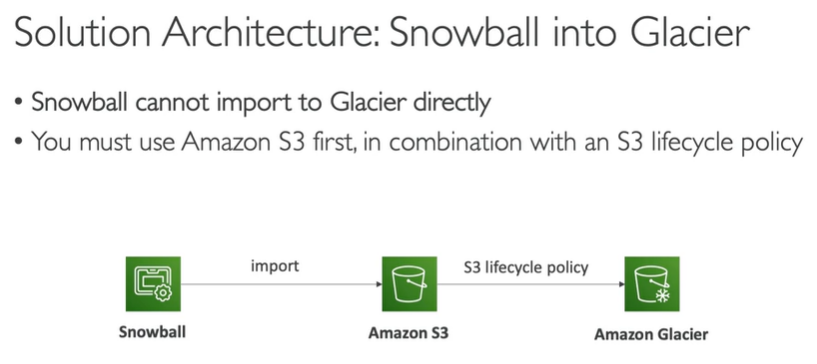 Solution Architecture: Snowball into Glacier
• Snowball cannot import to Glacier directly
• You must use Amazon S3 first, in combination with an S3 lifecycle policy
import
S3 lifecycle policy
Snowball
Amazon S3
Amazon Glacier